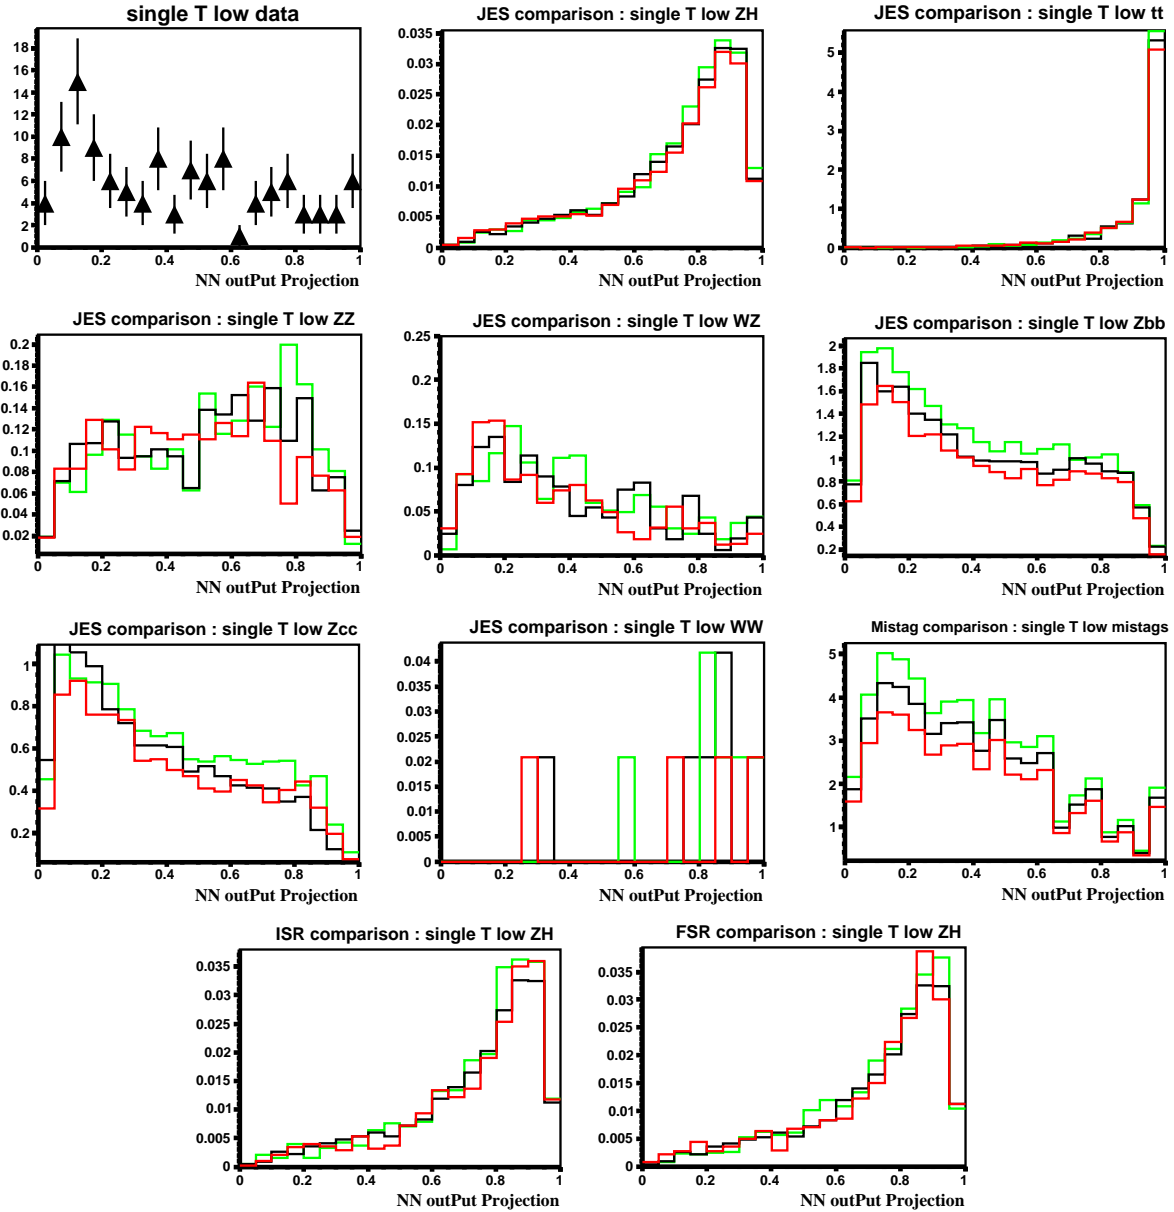 single T low data
18
16
14
12
10
8
6
4
2
0
0 0.2 0.4 0.6 0.8 1
NN outPut Projection
JES comparison : single T low ZH
0.035
0.03
0.025
0.02
0.015
0.01
0.005
0
0 0.2 0.4 0.6 0.8 1
NN outPut Projection
JES comparison : single T low tt
5
4
3
2
1
0
0 0.2 0.4 0.6 0.8 1
NN outPut Projection
JES comparison : single T low ZZ
0.2
0.18
0.16
0.14
0.12
0.1
0.08
0.06
0.04
0.02
0 0.2 0.4 0.6 0.8 1
NN outPut Projection
JES comparison : single T low WZ
0.25
0.2
0.15
0.1
0.05
0
0 0.2 0.4 0.6 0.8 1
NN outPut Projection
JES comparison : single T low Zbb
2
1.8
1.6
1.4
1.2
1
0.8
0.6
0.4
0.2
0 0.2 0.4 0.6 0.8 1
NN outPut Projection
JES comparison : single T low Zcc
1
0.8
0.6
0.4
0.2
0 0.2 0.4 0.6 0.8 1
NN outPut Projection
JES comparison : single T low WW
0.04
0.035
0.03
0.025
0.02
0.015
0.01
0.005
0
0 0.2 0.4 0.6 0.8 1
NN outPut Projection
Mistag comparison : single T low mistags
5
4
3
2
1
0 0.2 0.4 0.6 0.8 1
NN outPut Projection
ISR comparison : single T low ZH
0.035
0.03
0.025
0.02
0.015
0.01
0.005
0
0 0.2 0.4 0.6 0.8 1
NN outPut Projection
FSR comparison : single T low ZH
0.035
0.03
0.025
0.02
0.015
0.01
0.005
0
0 0.2 0.4 0.6 0.8 1
NN outPut Projection